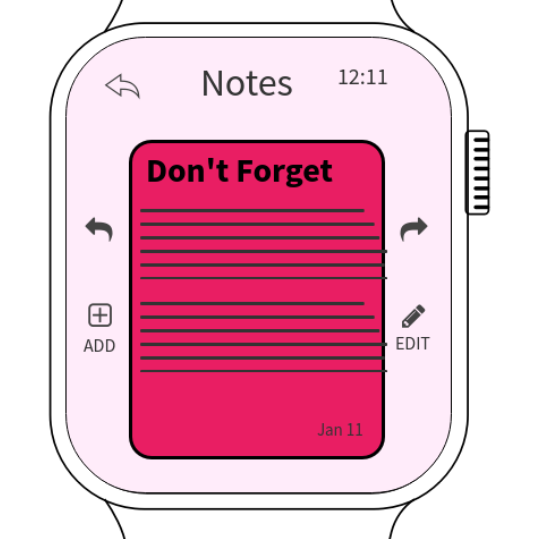 Notes
12:11
Don't Forget
ADD
EDIT
Jan 11